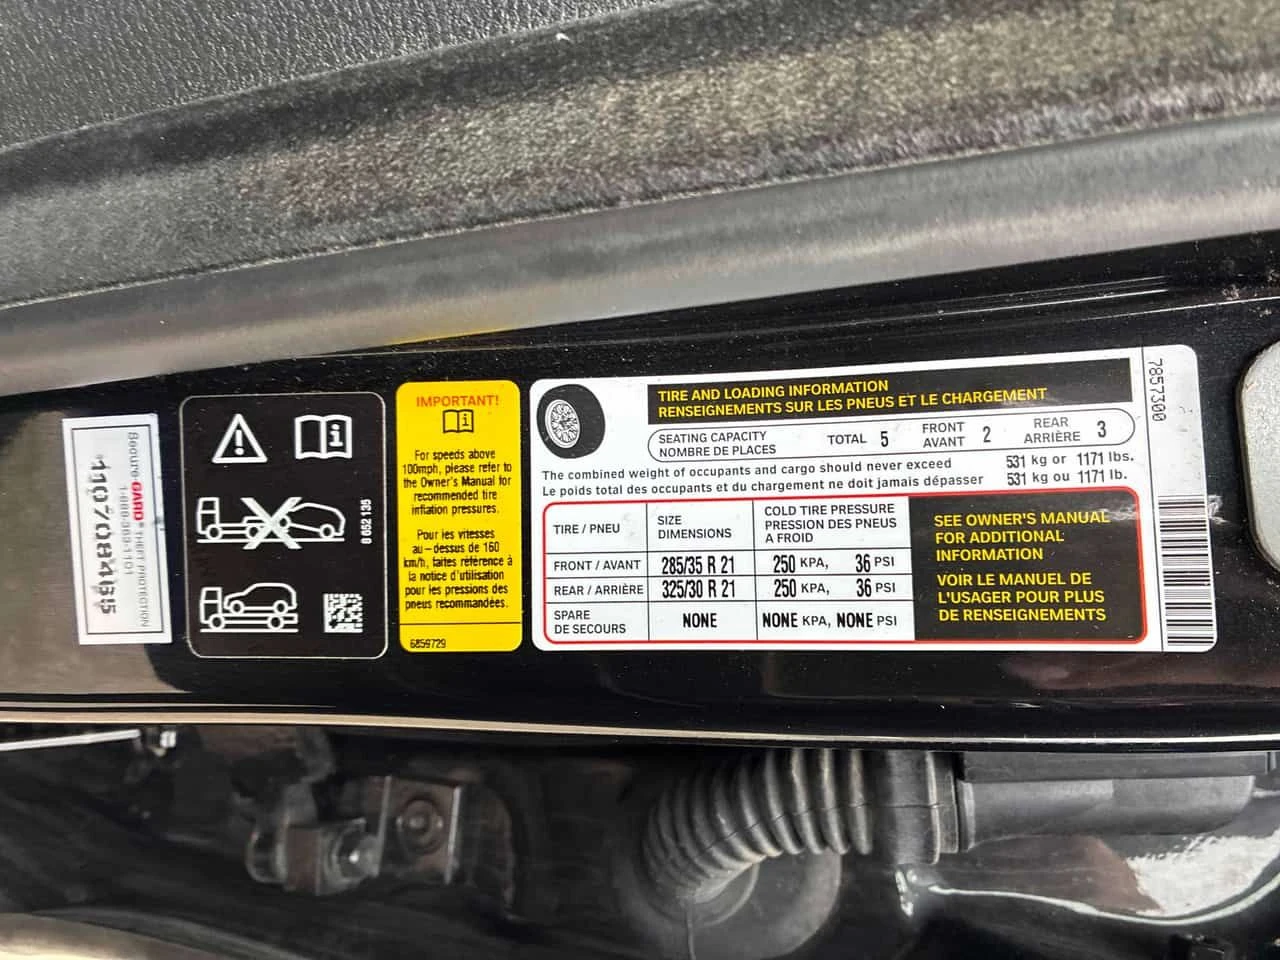 Secure-GARD® THEFT PROTECTION
1-888-363-1101
110708465
8 652 135
IMPORTANT!
For speeds above
100mph, please refer to
the Owner's Manual for
recommended tire
inflation pressures.
Pour les vitesses
au-dessus de 160
km/h, faites référence à
la notice d'utilisation
pour les pressions des
pneus recommandées.
6859729
TIRE AND LOADING INFORMATION
RENSEIGNEMENTS SUR LES PNEUS ET LE CHARGEMENT
SEATING CAPACITY
NOMBRE DE PLACES
TOTAL 5
FRONT
AVANT 2
REAR
ARRIÈRE 3
The combined weight of occupants and cargo should never exceed 531 kg or 1171 lbs.
Le poids total des occupants et du chargement ne doit jamais dépasser 531 kg ou 1171 lb.
TIRE / PNEU
SIZE
DIMENSIONS
COLD TIRE PRESSURE
PRESSION DES PNEUS
A FROID
FRONT / AVANT 285/35 R 21 250 KPA, 36 PSI
REAR / ARRIÈRE 325/30 R 21 250 KPA, 36 PSI
SPARE
DE SECOURS NONE NONE KPA, NONE PSI
SEE OWNER'S MANUAL
FOR ADDITIONAL
INFORMATION
VOIR LE MANUEL DE
L'USAGER POUR PLUS
DE RENSEIGNEMENTS
7857300